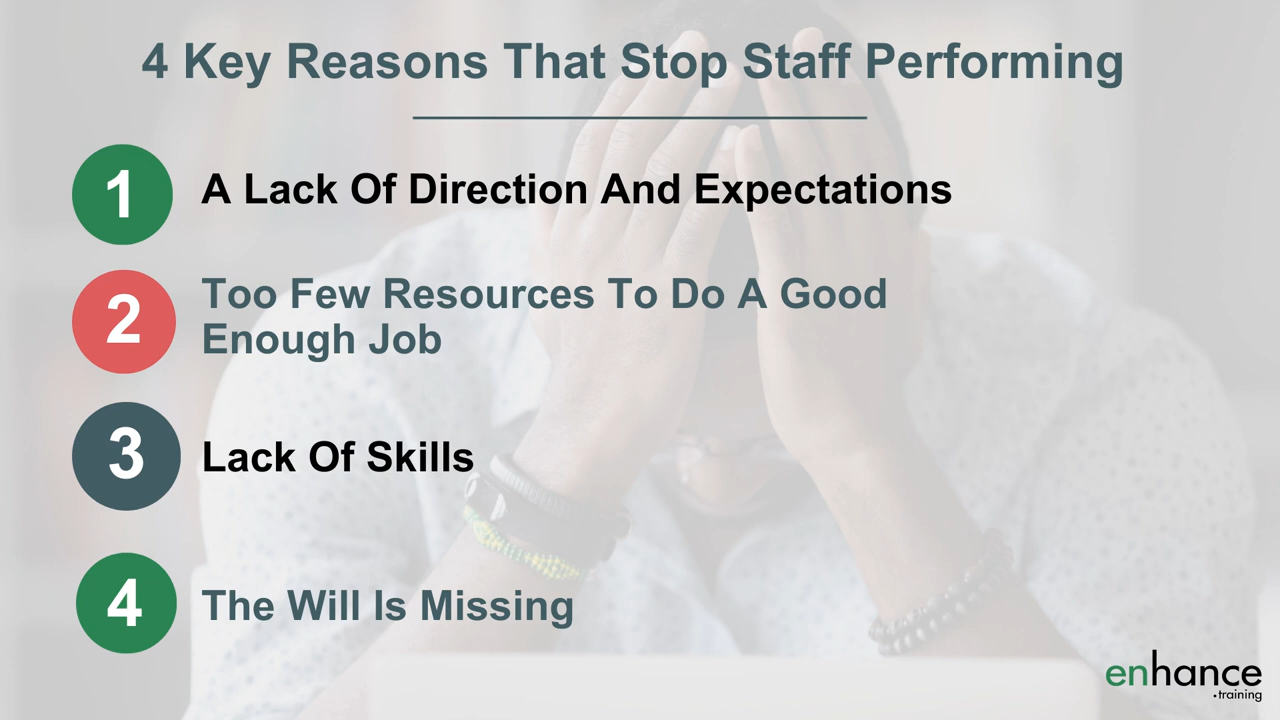 4 Key Reasons That Stop Staff Performing
1
A Lack Of Direction And Expectations
2
Too Few Resources To Do A Good
Enough Job
3
Lack Of Skills
4
The Will Is Missing
enhance
.training